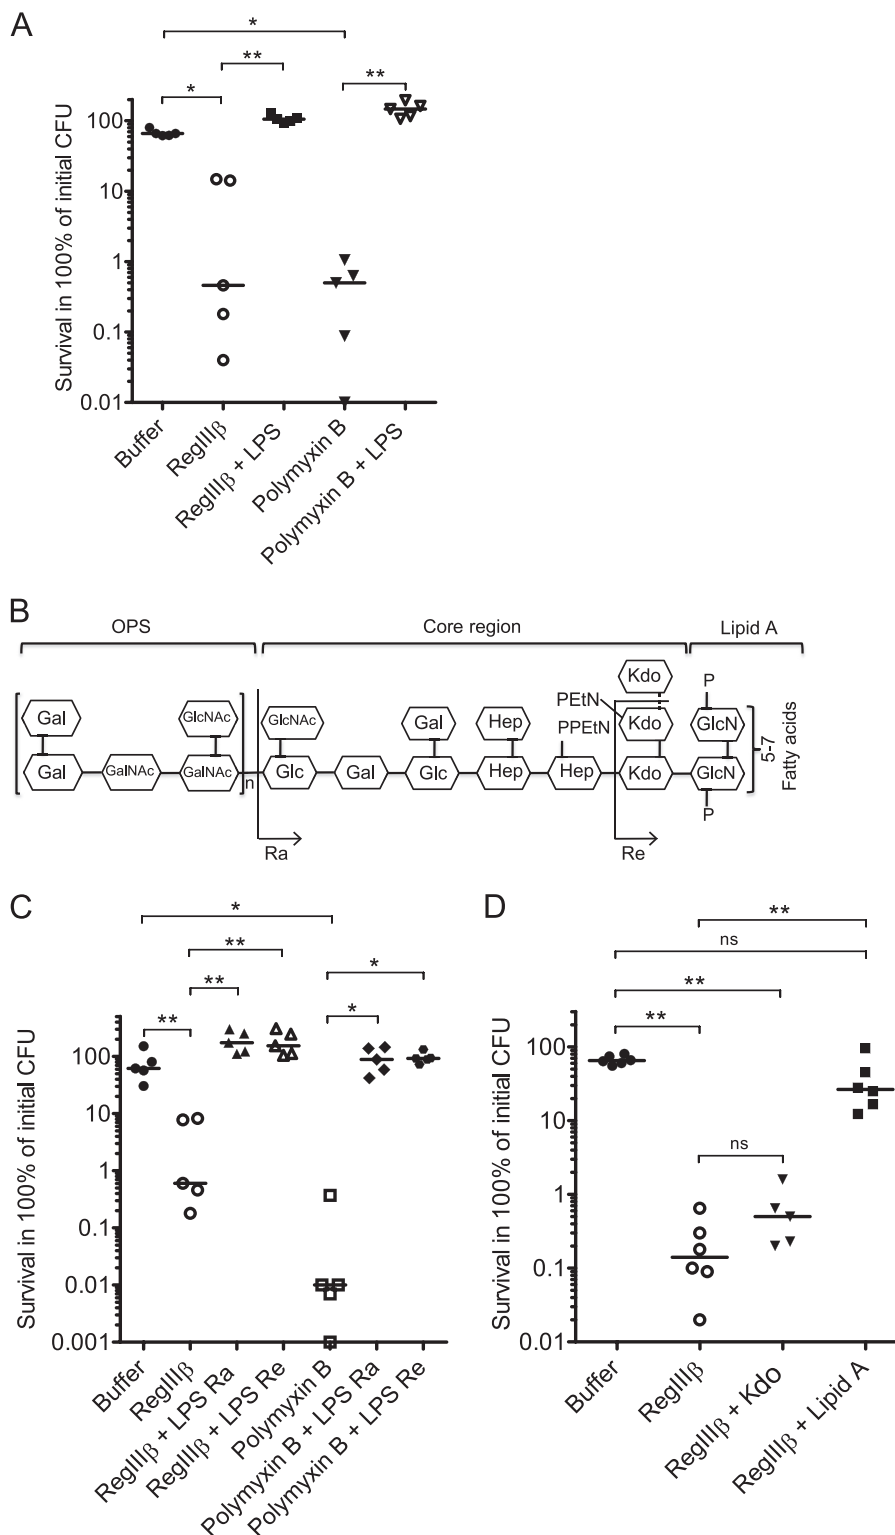 A
*
**
**
*
Survival in 100% of initial CFU
100
10
1
0.1
0.01
Buffer
RegIIIβ
RegIIIβ + LPS
Polymyxin B
Polymyxin B + LPS
B
OPS
Core region
Lipid A
Kdo
P
Gal
GlcNAc
GlcNAc
Gal
Hep
PEtN
PPEtN
Kdo
GlcN
Gal
GalNAc
GalNAc
n
Glc
Gal
Glc
Hep
Hep
Kdo
GlcN
P
5-7
Fatty acids
Ra
Re
C
*
**
*
**
*
**
Survival in 100% of initial CFU
100
10
1
0.1
0.01
0.001
Buffer
RegIIIβ
RegIIIβ + LPS Ra
RegIIIβ + LPS Re
Polymyxin B
Polymyxin B + LPS Ra
Polymyxin B + LPS Re
D
**
ns
**
**
ns
Survival in 100% of initial CFU
100
10
1
0.1
0.01
Buffer
RegIIIβ
RegIIIβ + Kdo
RegIIIβ + Lipid A